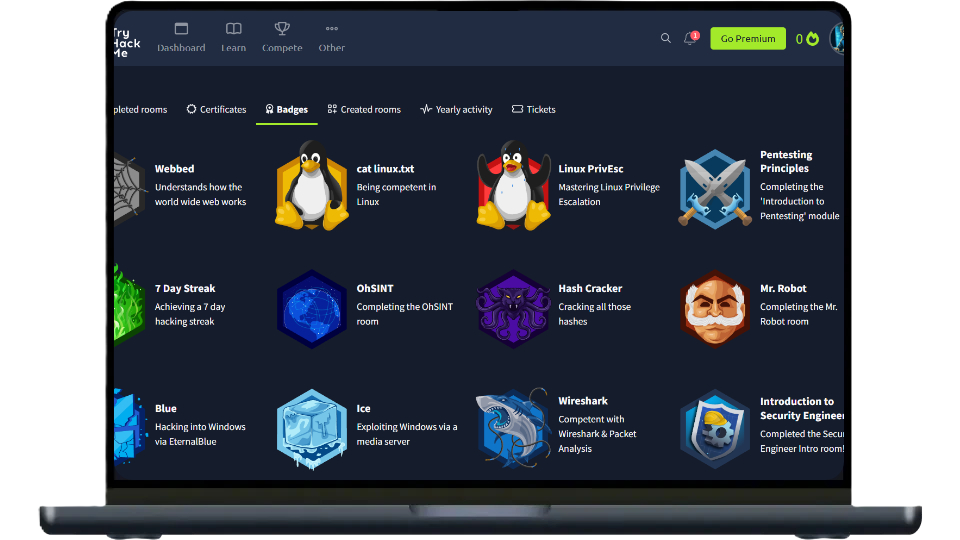 Try
Hack
Me
Dashboard
Learn
Compete
Other
1
Go Premium
0
pleted rooms
Certificates
Badges
Created rooms
Yearly activity
Tickets
Webbed
Understands how the
world wide web works
cat linux.txt
Being competent in
Linux
Linux PrivEsc
Mastering Linux Privilege
Escalation
Pentesting
Principles
Completing the
'Introduction to
Pentesting' module
7 Day Streak
Achieving a 7 day
hacking streak
OhSINT
Completing the OhSINT
room
Hash Cracker
Cracking all those
hashes
Mr. Robot
Completing the Mr.
Robot room
Blue
Hacking into Windows
via EternalBlue
Ice
Exploiting Windows via a
media server
Wireshark
Competent with
Wireshark & Packet
Analysis
Introduction to
Security Engineer
Completed the Secu
Engineer Intro room!